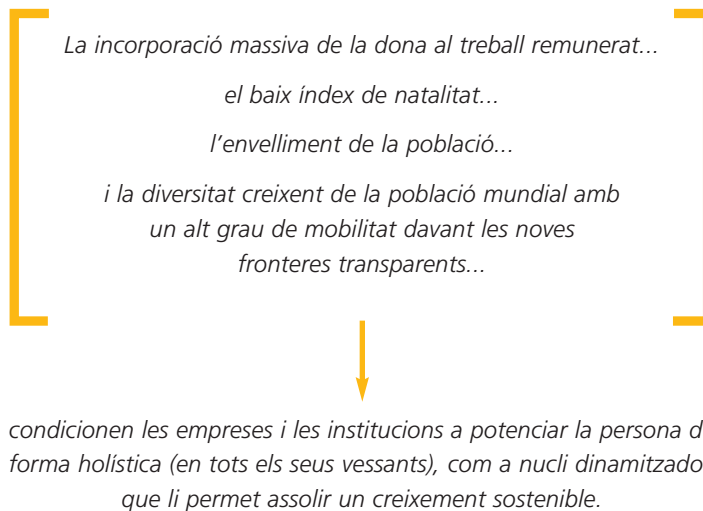 La incorporació massiva de la dona al treball remunerat...
el baix índex de natalitat...
l'envelliment de la població...
i la diversitat creixent de la població mundial amb
un alt grau de mobilitat davant les noves
fronteres transparents...
condicionen les empreses i les institucions a potenciar la persona d
forma holística (en tots els seus vessants), com a nucli dinamitzado
que li permet assolir un creixement sostenible.